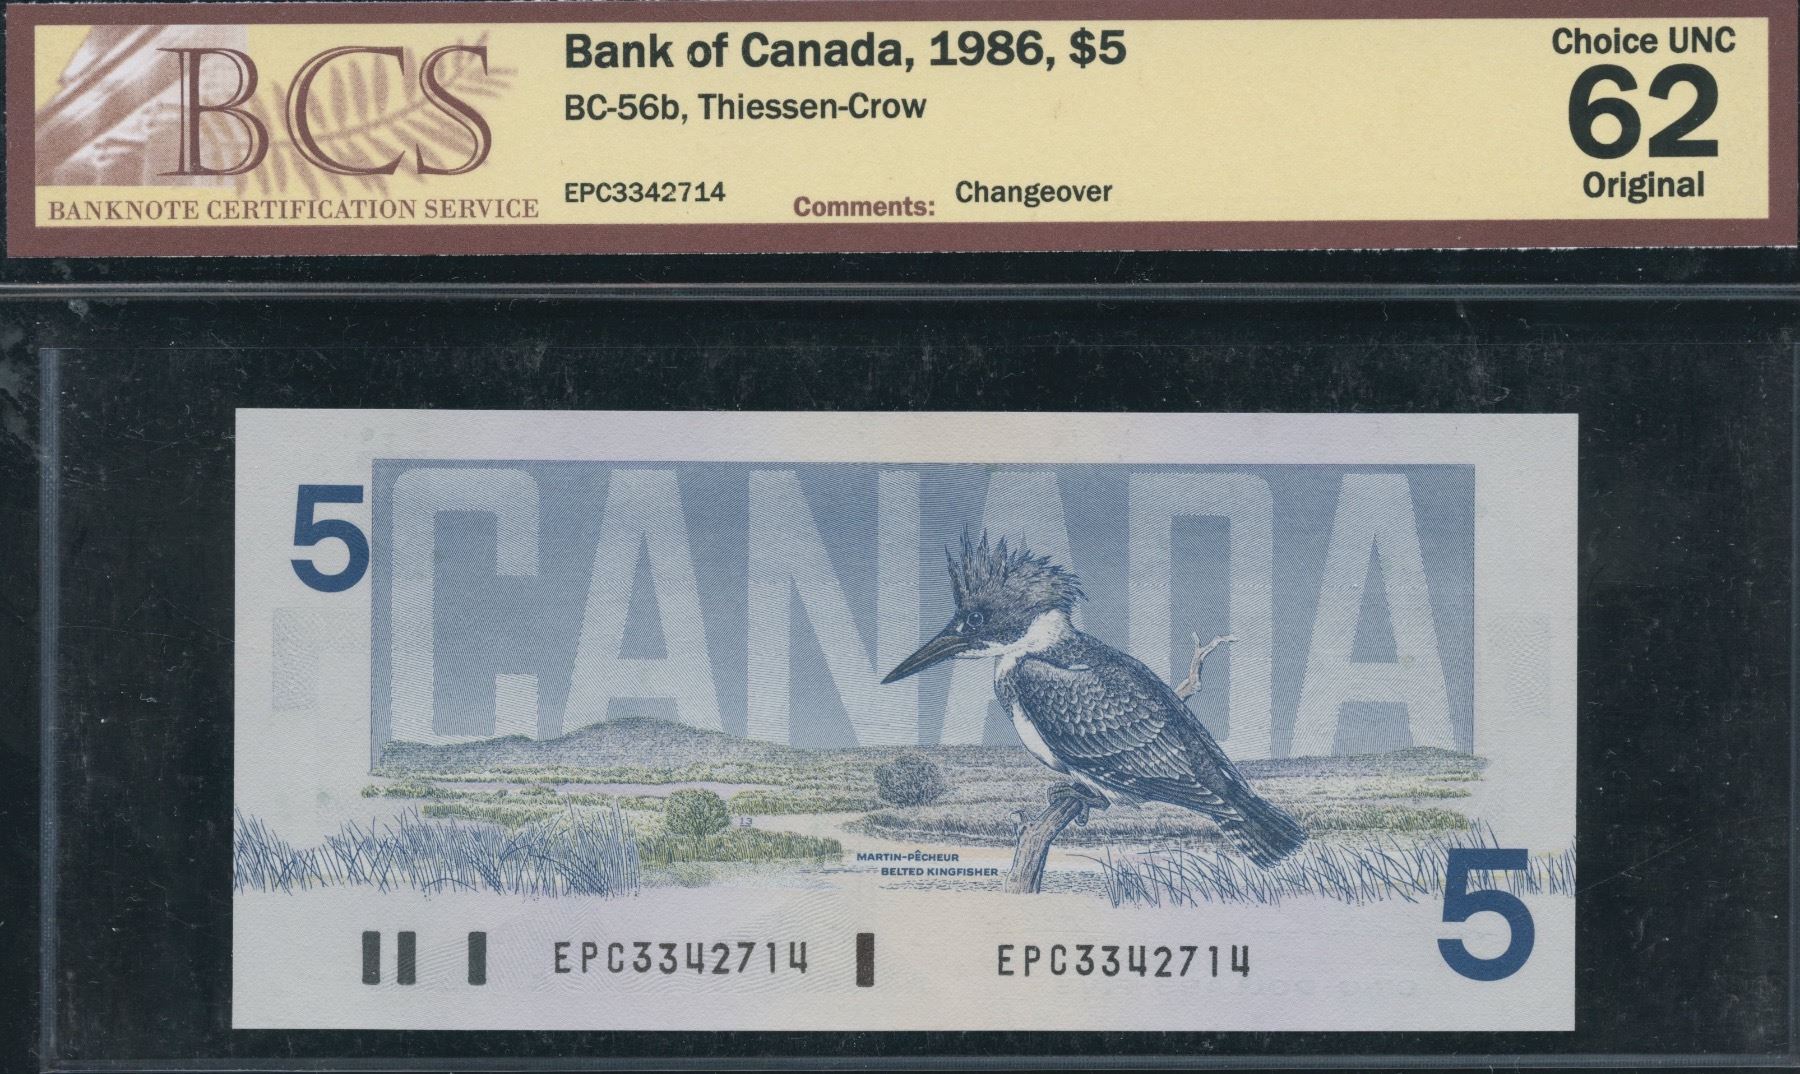 BCS
BANKNOTE CERTIFICATION SERVICE
Bank of Canada, 1986, $5
BC-56b, Thiessen-Crow
EPC3342714
Comments: Changeover
Choice UNC
62
Original
5
CANADA
13
MARTIN-PÊCHEUR
BELTED KINGFISHER
5
EPC3342714 EPC3342714